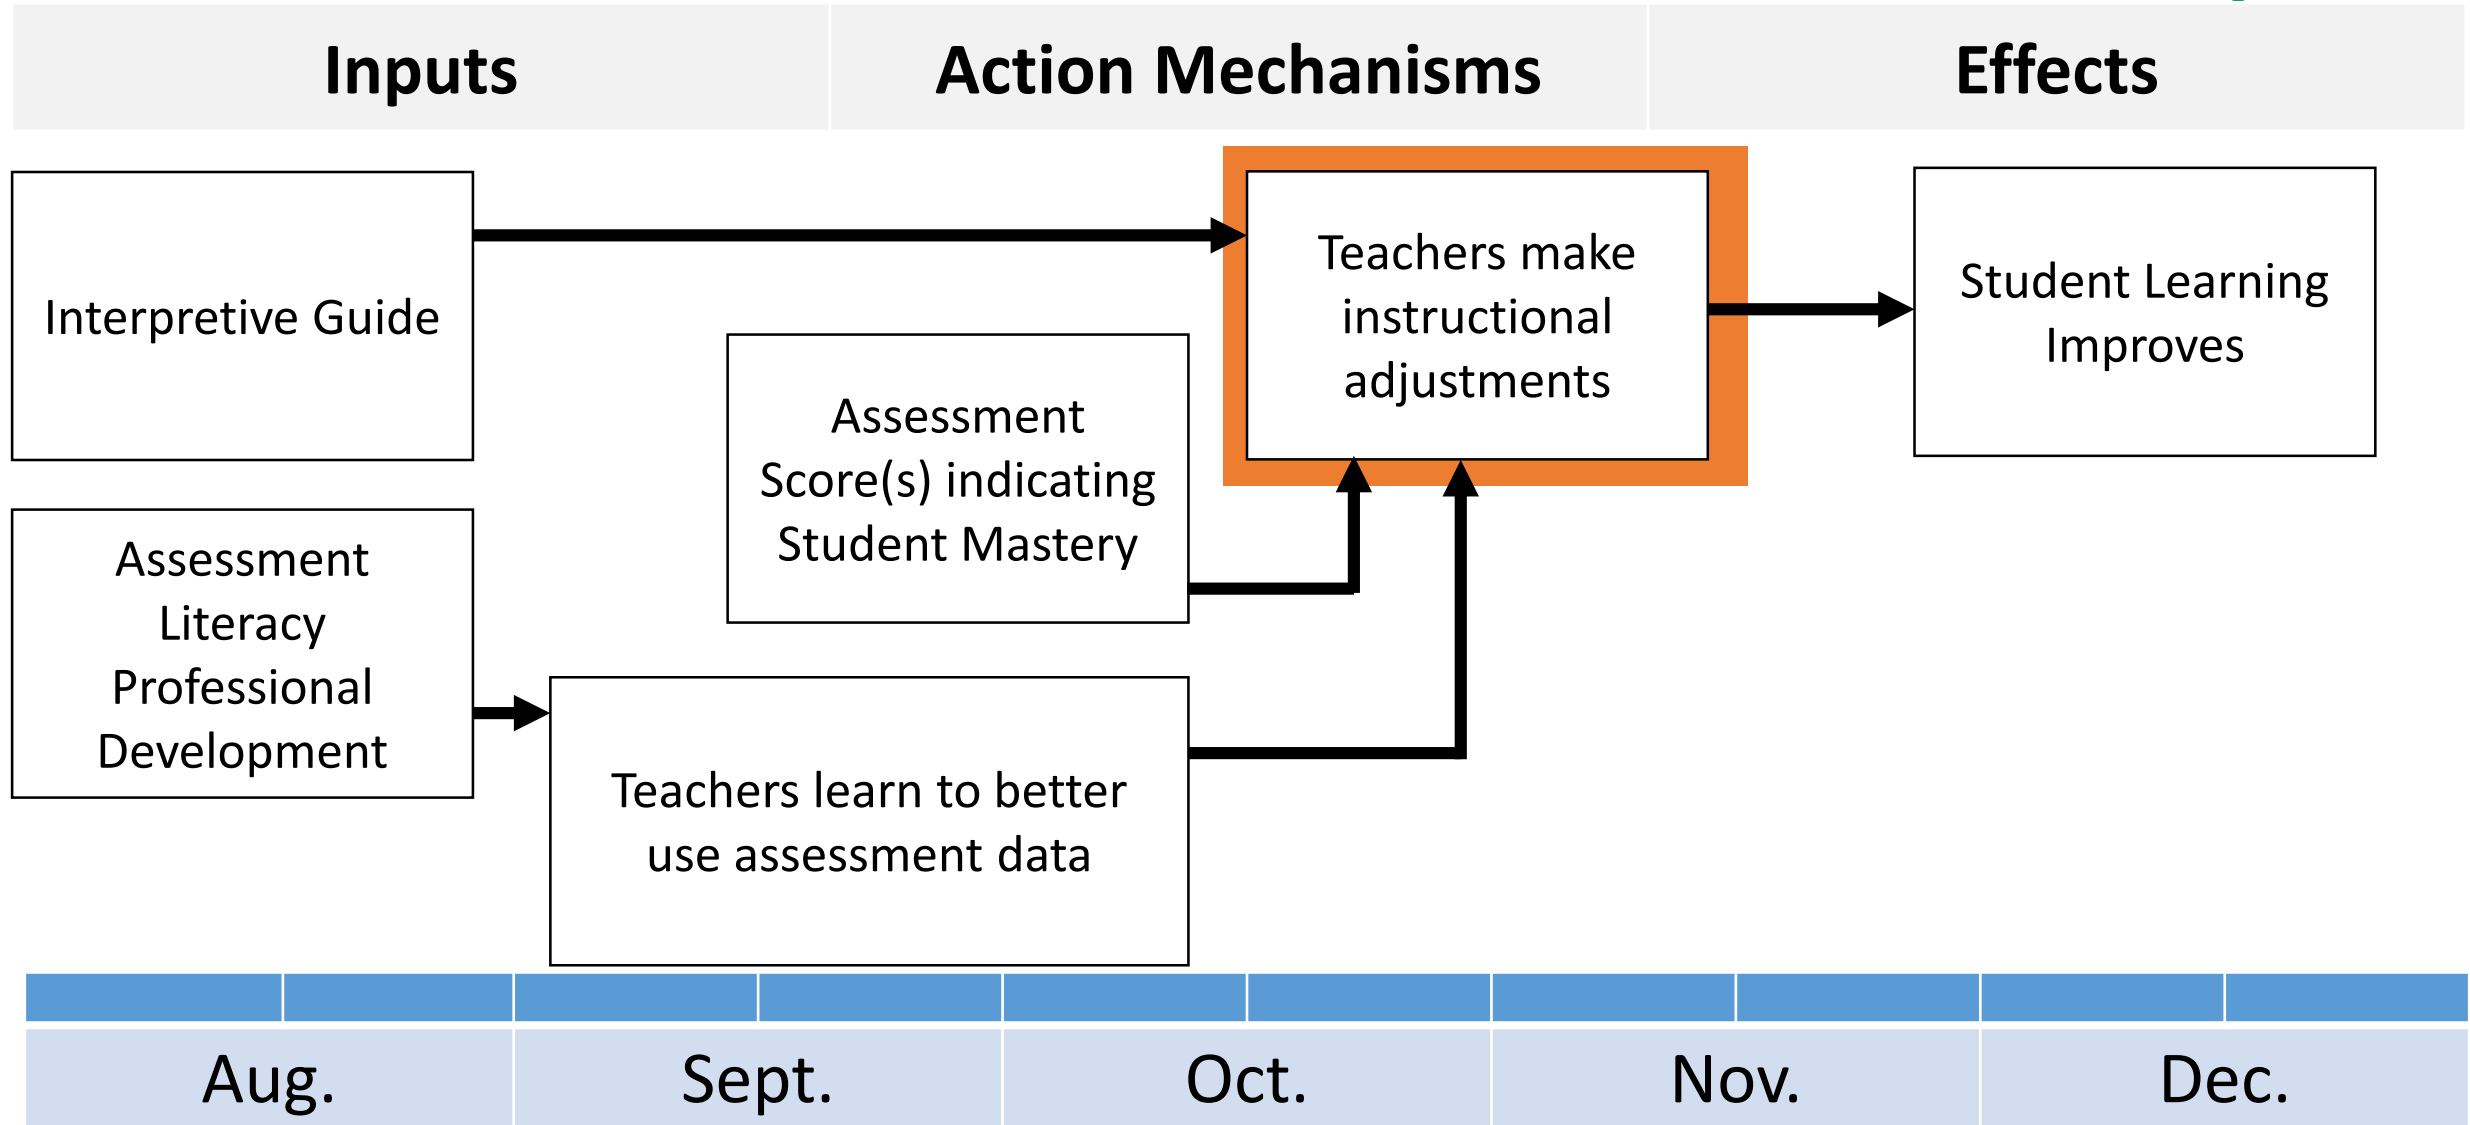 Inputs
Action Mechanisms
Effects
Interpretive Guide
Teachers make
instructional
adjustments
Student Learning
Improves
Assessment
Score(s) indicating
Student Mastery
Assessment
Literacy
Professional
Development
Teachers learn to better
use assessment data
Aug.
Sept.
Oct.
Nov.
Dec.